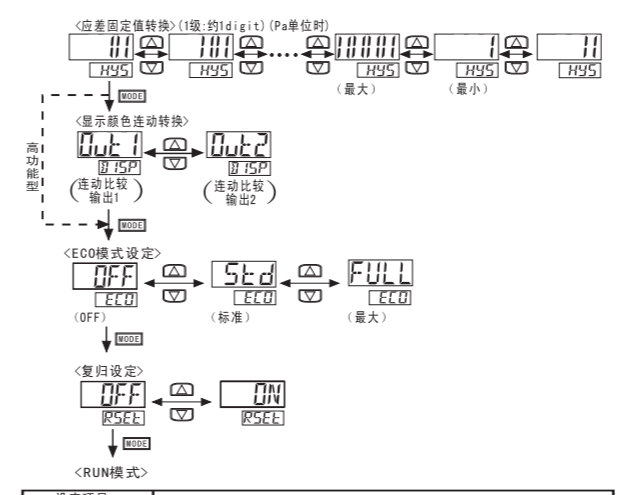 <应差固定值转换>(1级:约1digit)(Pa单位时)
HYS HYS HYS 1 HYS 11 HYS
(最大) (最小)
MODE
<显示颜色连动转换>
高功能型
Out1 Out2
DISP DISP
(连动比较输出1) (连动比较输出2)
MODE
<ECO模式设定>
OFF Std FULL
ECO ECO ECO
(OFF) (标准) (最大)
MODE
<复归设定>
OFF ON
RSEt RSEt
MODE
<RUN模式>